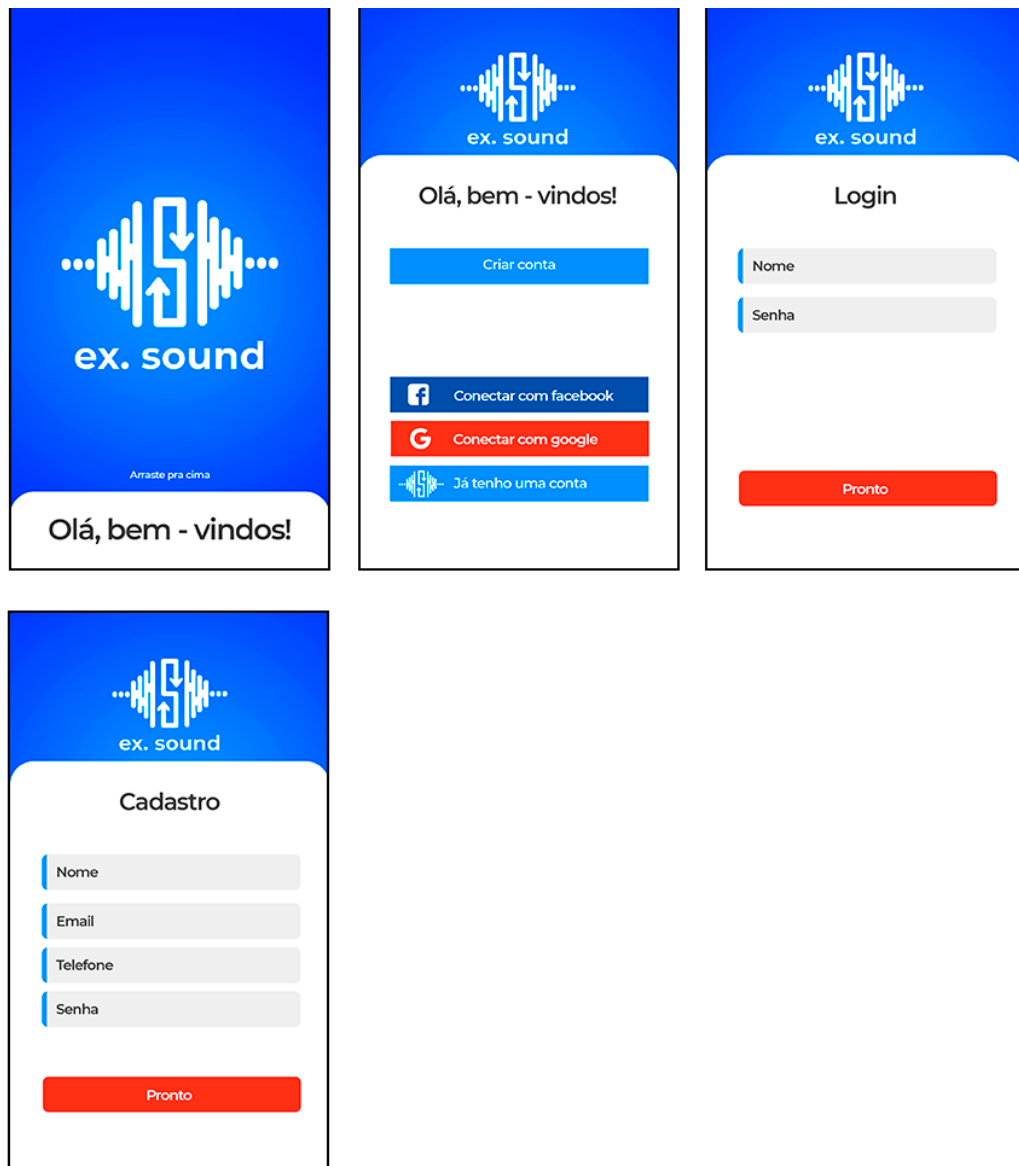 ex. sound
Arraste pra cima
Olá, bem - vindos!
ex. sound
Olá, bem - vindos!
Criar conta
Conectar com facebook
G Conectar com google
Já tenho uma conta
ex. sound
Login
Nome
Senha
Pronto
ex. sound
Cadastro
Nome
Email
Telefone
Senha
Pronto